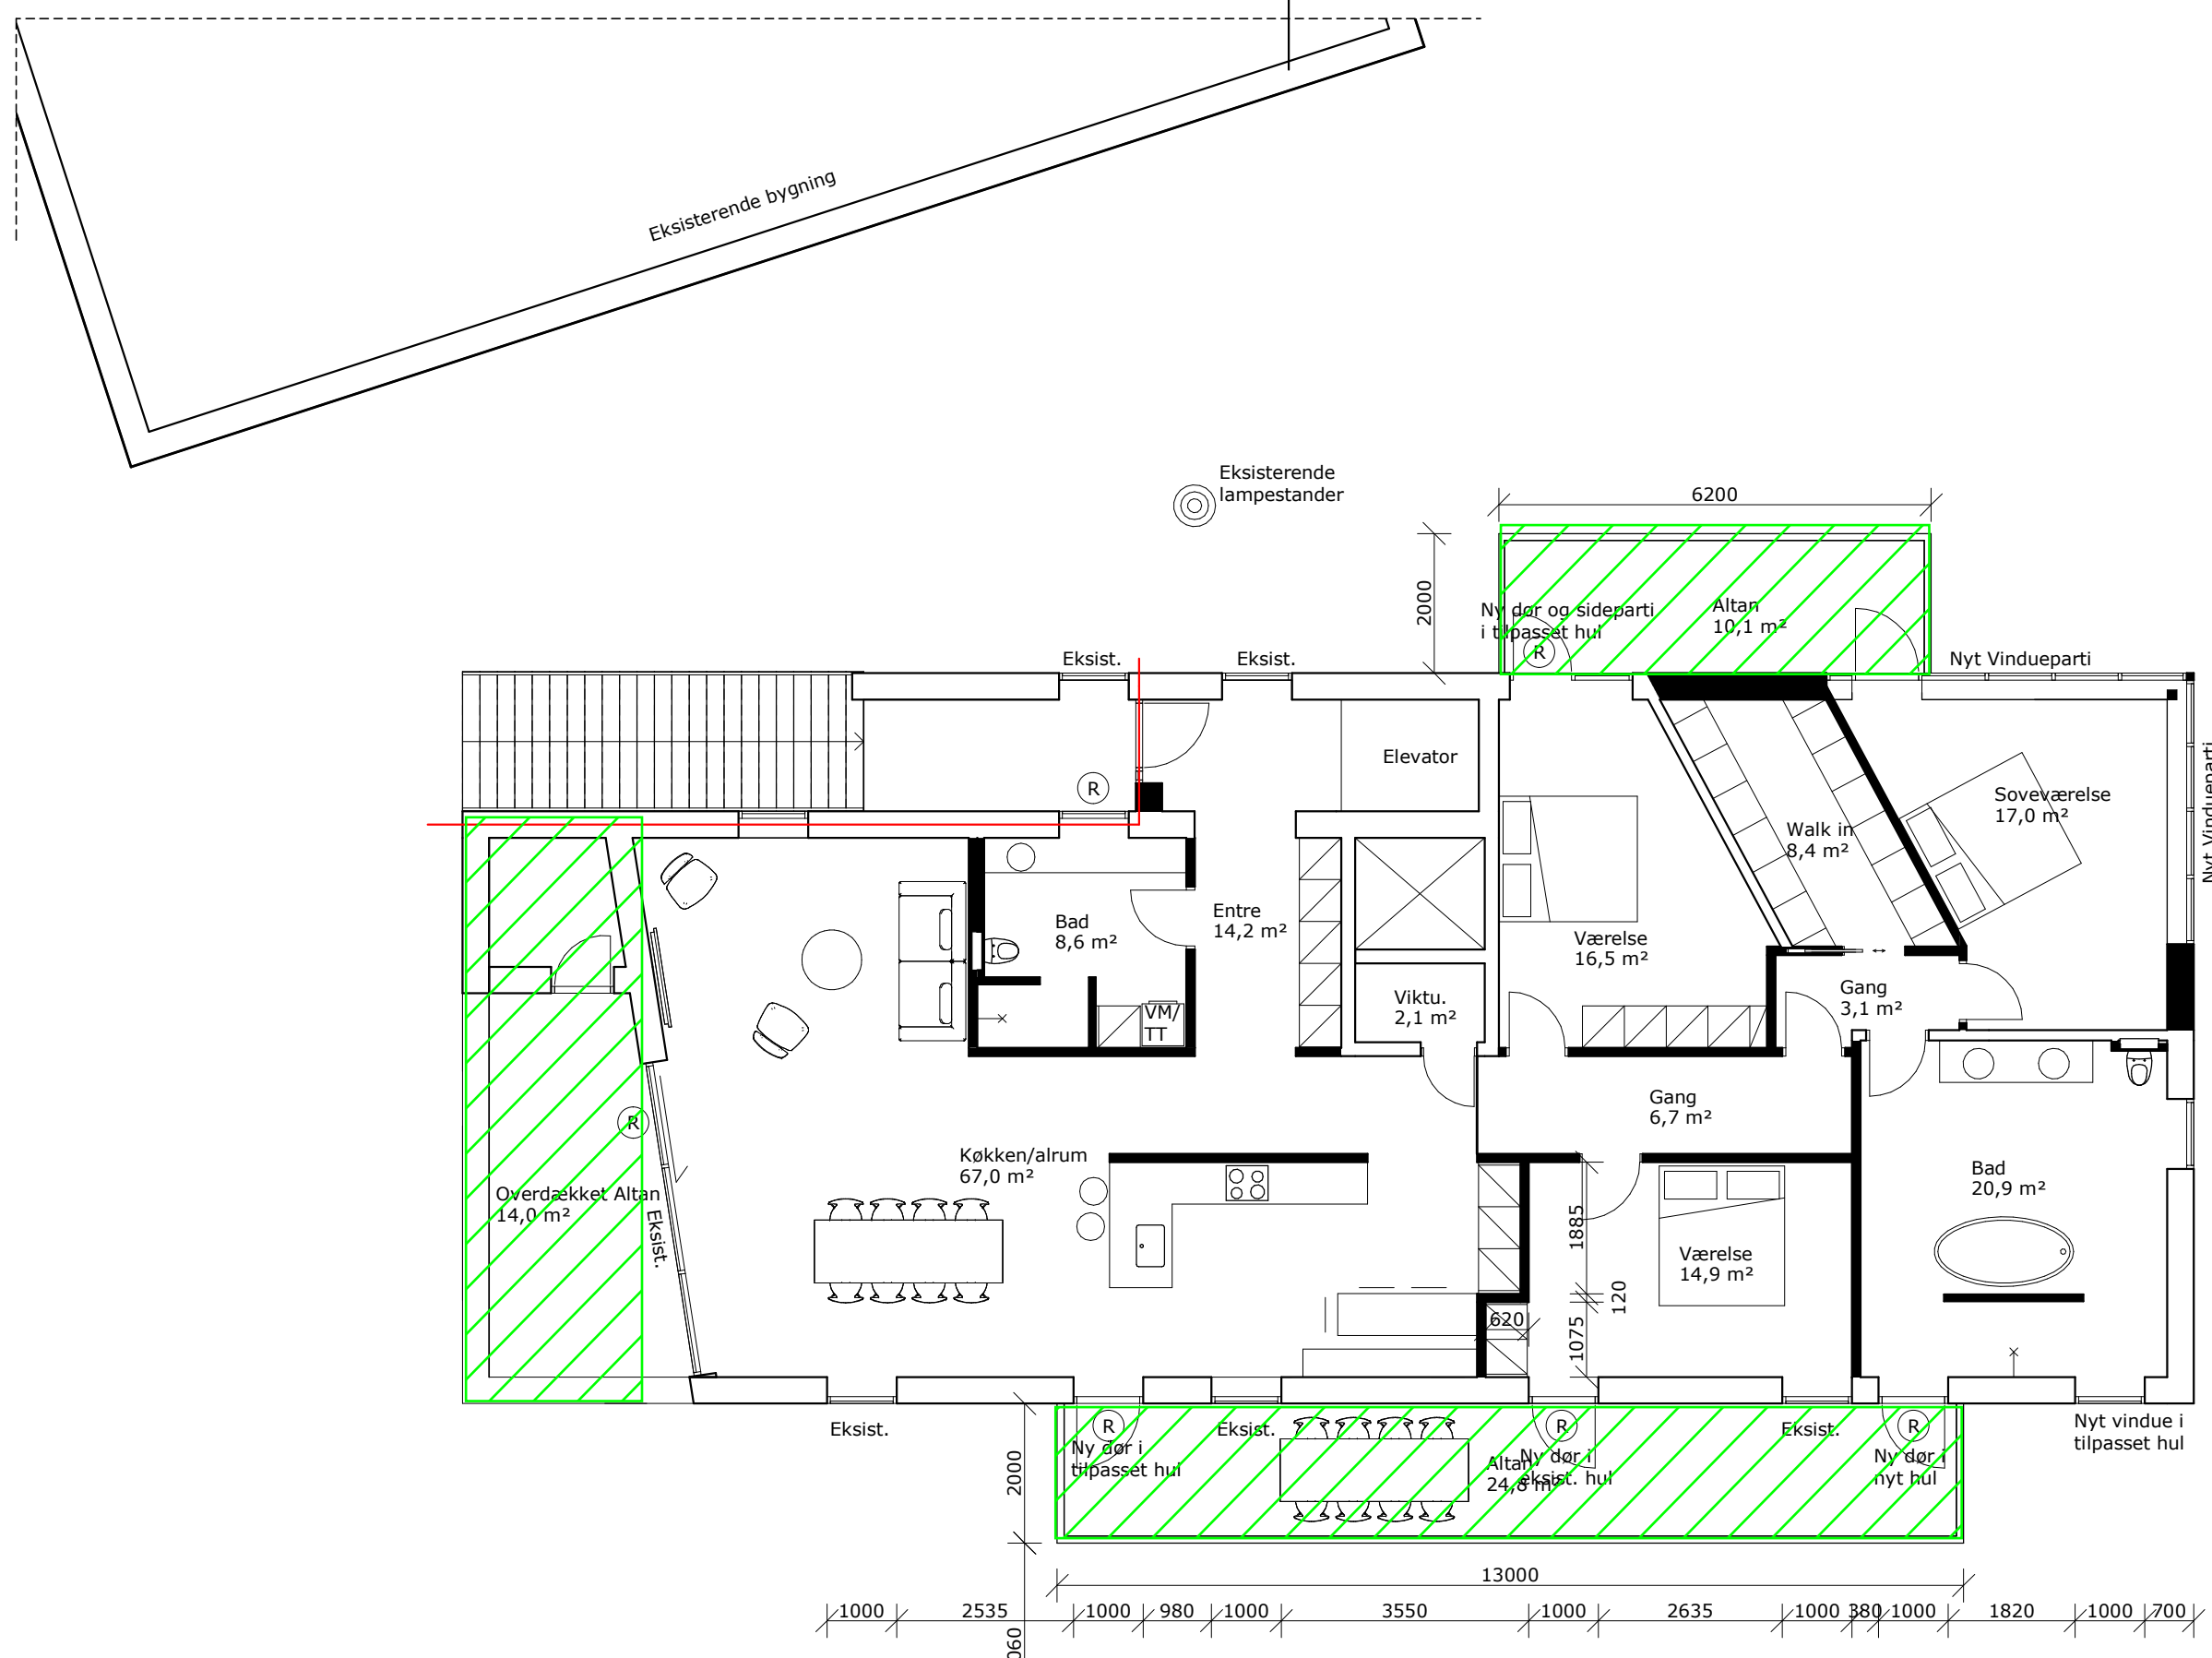 Eksisterende bygning
Eksisterende
lampestander
6200
2000
Ny dør og sideparti
i tilpasset hul
R
Altan
10,1 m²
Eksist.
Eksist.
Nyt Vindueparti
Nyt Vindueparti
Elevator
R
Soveværelse
17,0 m²
Walk in
8,4 m²
Bad
8,6 m²
Entre
14,2 m²
Værelse
16,5 m²
Viktu.
2,1 m²
VM/
TT
Gang
3,1 m²
Gang
6,7 m²
R
Køkken/alrum
67,0 m²
Overdækket Altan
14,0 m²
Eksist.
Bad
20,9 m²
1885
120
1075
620
Værelse
14,9 m²
Eksist.
R
Ny dør i
tilpasset hul
Eksist.
Altan
24,8 m²
R
Ny dør i
eksist. hul
Eksist.
R
Ny dør i
nyt hul
Nyt vindue i
tilpasset hul
2000
13000
1000
2535
1000
980
1000
3550
1000
2635
1000
380
1000
1820
1000
700